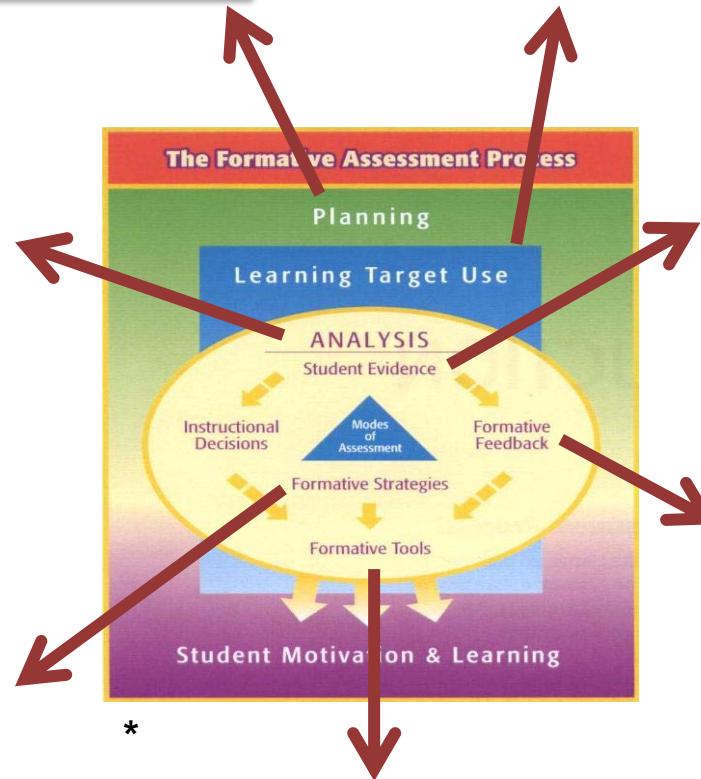 The Formative Assessment Process
Planning
Learning Target Use
ANALYSIS
Student Evidence
Instructional
Decisions
Modes
of
Assessment
Formative
Feedback
Formative Strategies
Formative Tools
Student Motivation & Learning
*